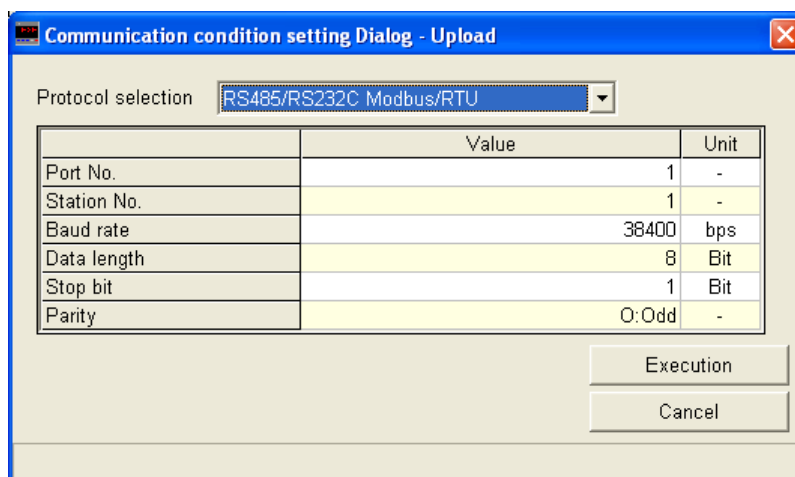 Communication condition setting Dialog - Upload
Protocol selection RS485/RS232C Modbus/RTU
Value Unit
Port No. 1 -
Station No. 1 -
Baud rate 38400 bps
Data length 8 Bit
Stop bit 1 Bit
Parity O:Odd -
Execution
Cancel